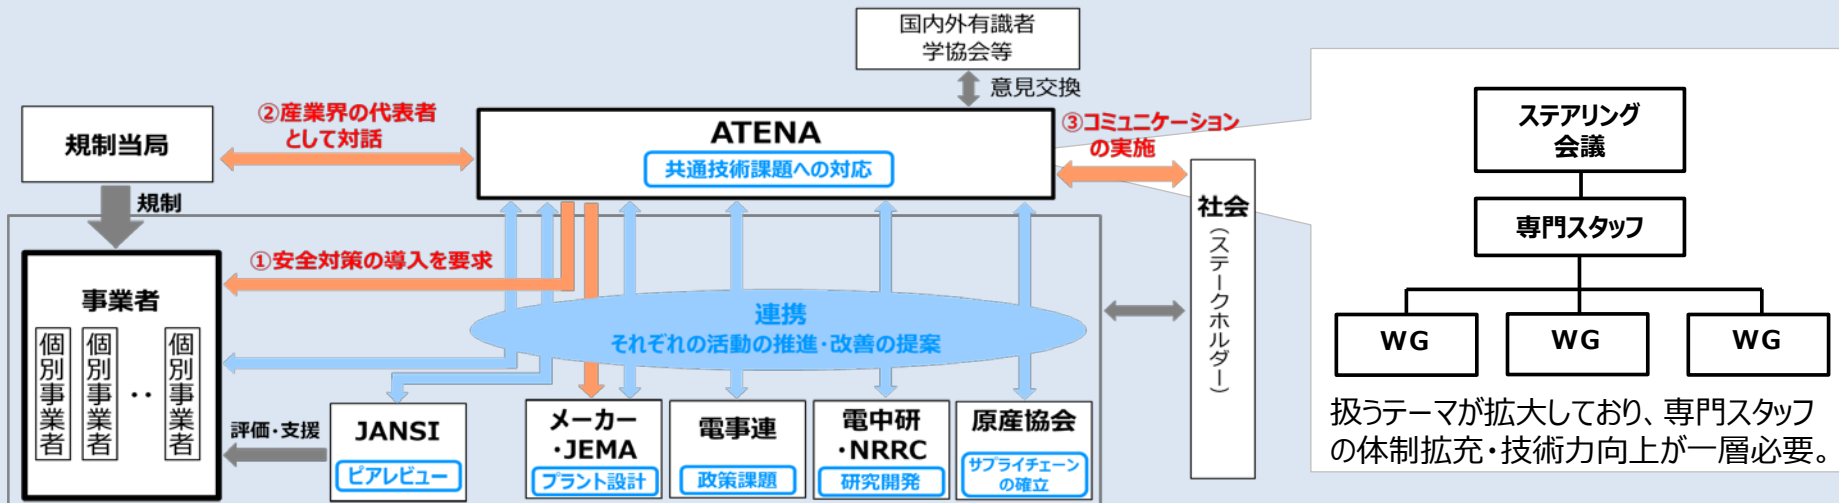 国内外有識者
学協会等
意見交換
規制当局
②産業界の代表者
として対話
ATENA
共通技術課題への対応
③コミュニケーション
の実施
規制
社会
（ステークホルダー）
①安全対策の導入を要求
事業者
個別事業者
個別事業者
‥
個別事業者
連携
それぞれの活動の推進・改善の提案
評価・支援
JANSI
ピアレビュー
メーカー
・JEMA
プラント設計
電事連
政策課題
電中研
・NRRC
研究開発
原産協会
サプライチェーン
の確立
ステアリング
会議
専門スタッフ
WG
WG
WG
扱うテーマが拡大しており、専門スタッフ
の体制拡充・技術力向上が一層必要。